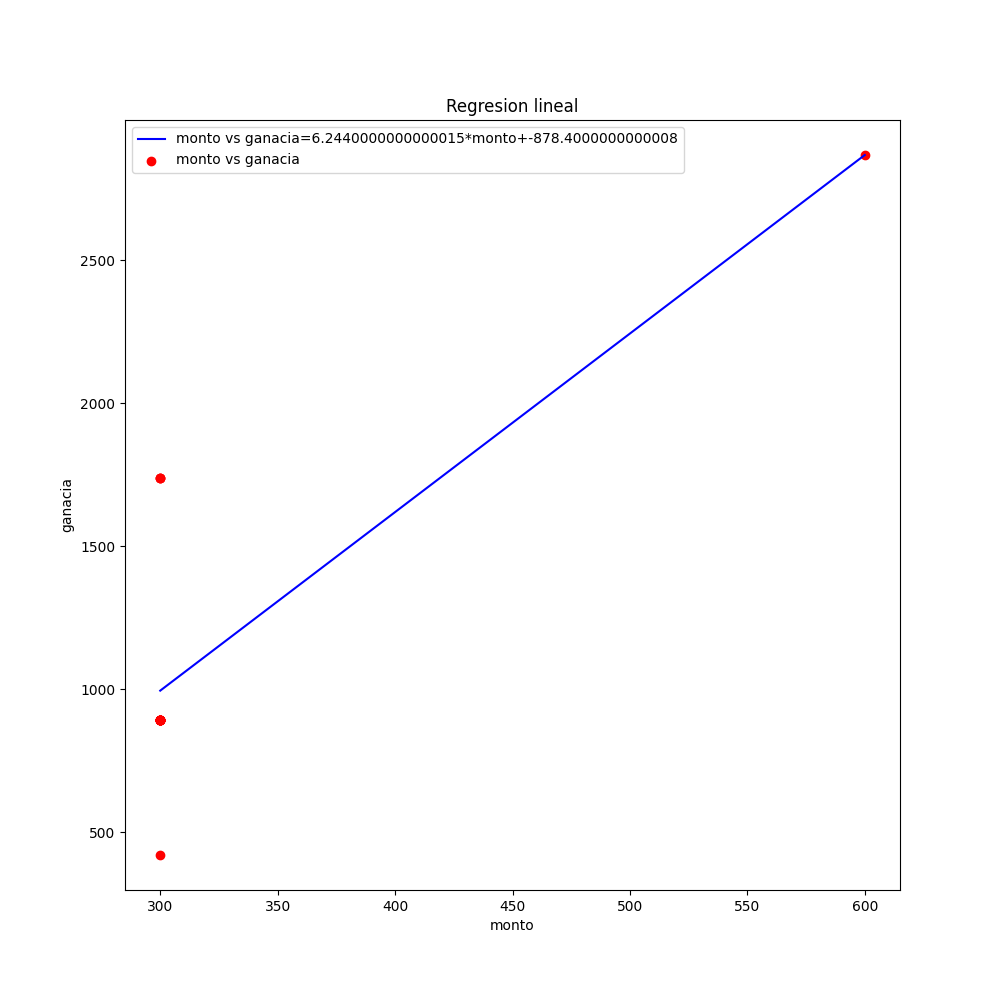 Regresion lineal
monto vs ganacia=6.2440000000000015*monto+-878.4000000000008
monto vs ganacia
2500
2000
1500
1000
500
ganacia
300 350 400 450 500 550 600
monto